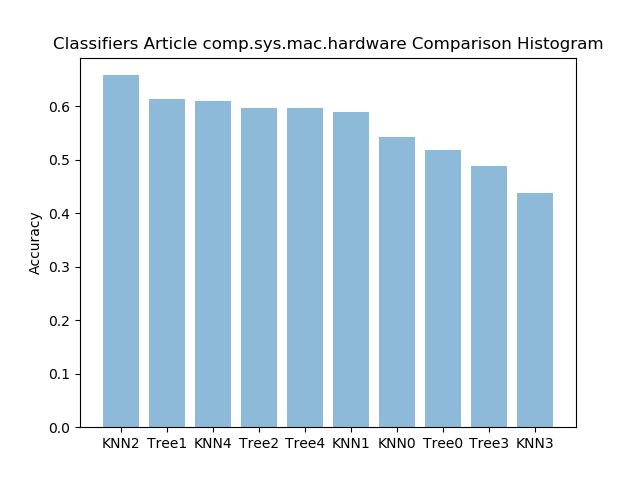 Classifiers Article comp.sys.mac.hardware Comparison Histogram
Accuracy
0.6
0.5
0.4
0.3
0.2
0.1
0.0
KNN2 Tree1 KNN4 Tree2 Tree4 KNN1 KNN0 Tree0 Tree3 KNN3